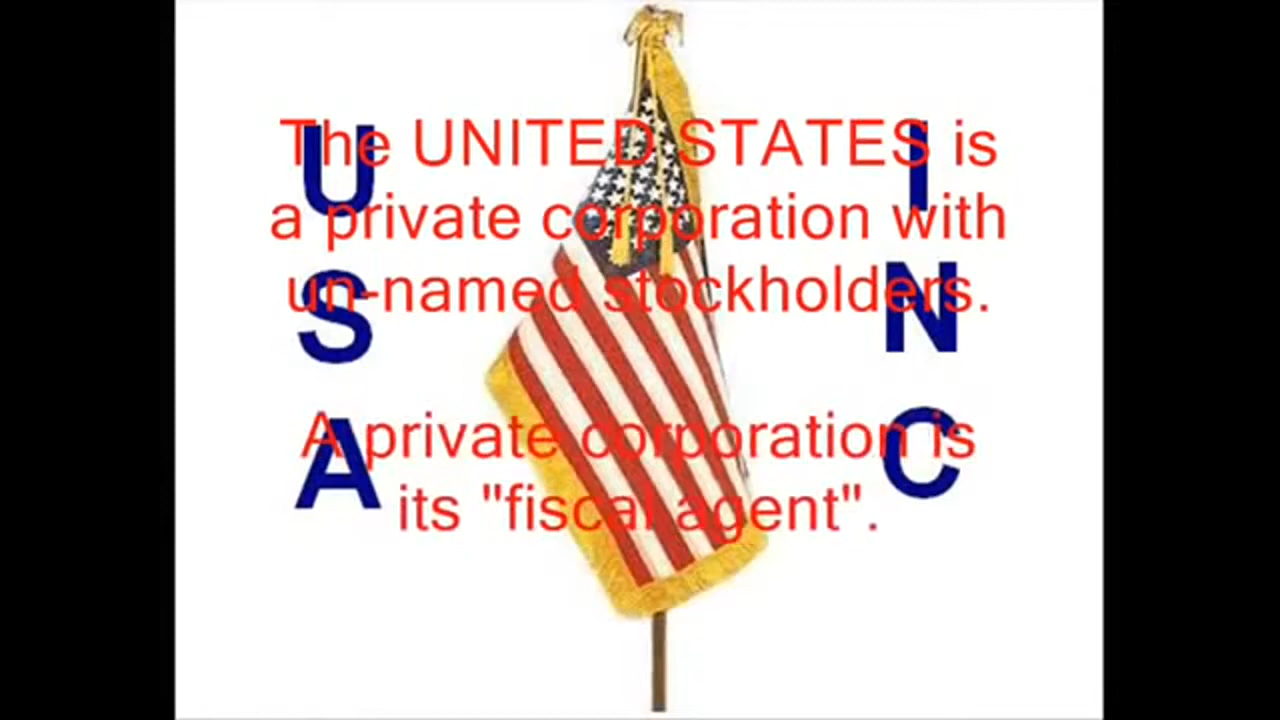 The UNITED STATES is
a private corporation with
un-named stockholders.
A private corporation is
its "fiscal agent".
U
S
A
I
N
C